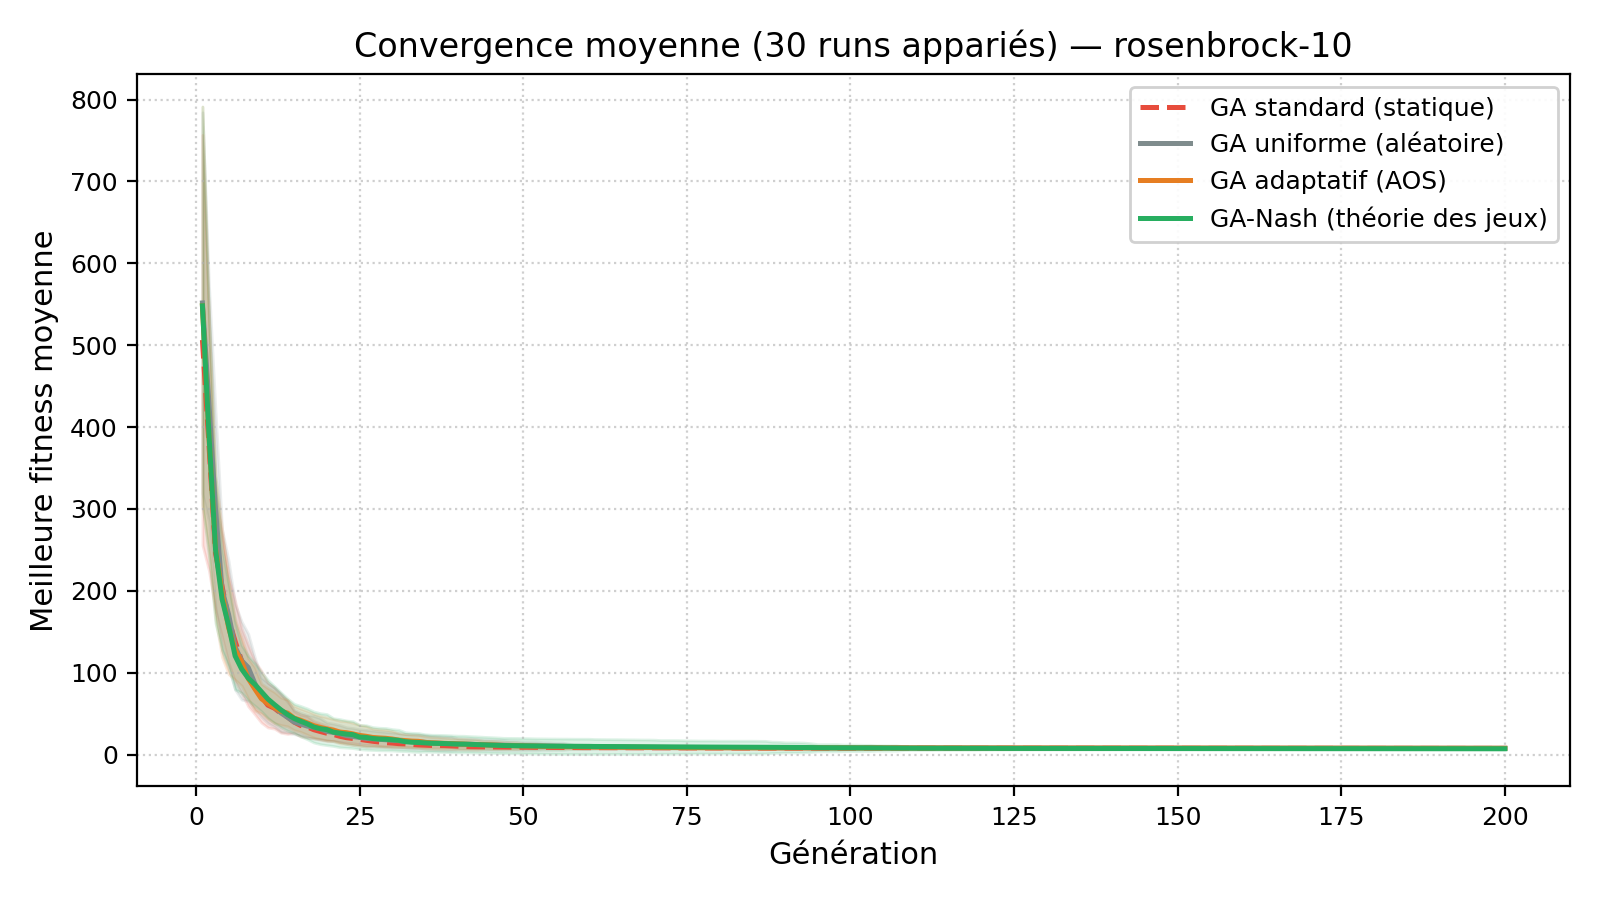 Convergence moyenne (30 runs appariés) — rosenbrock-10
GA standard (statique)
GA uniforme (aléatoire)
GA adaptatif (AOS)
GA-Nash (théorie des jeux)
Meilleure fitness moyenne
800
700
600
500
400
300
200
100
0
0 25 50 75 100 125 150 175 200
Génération